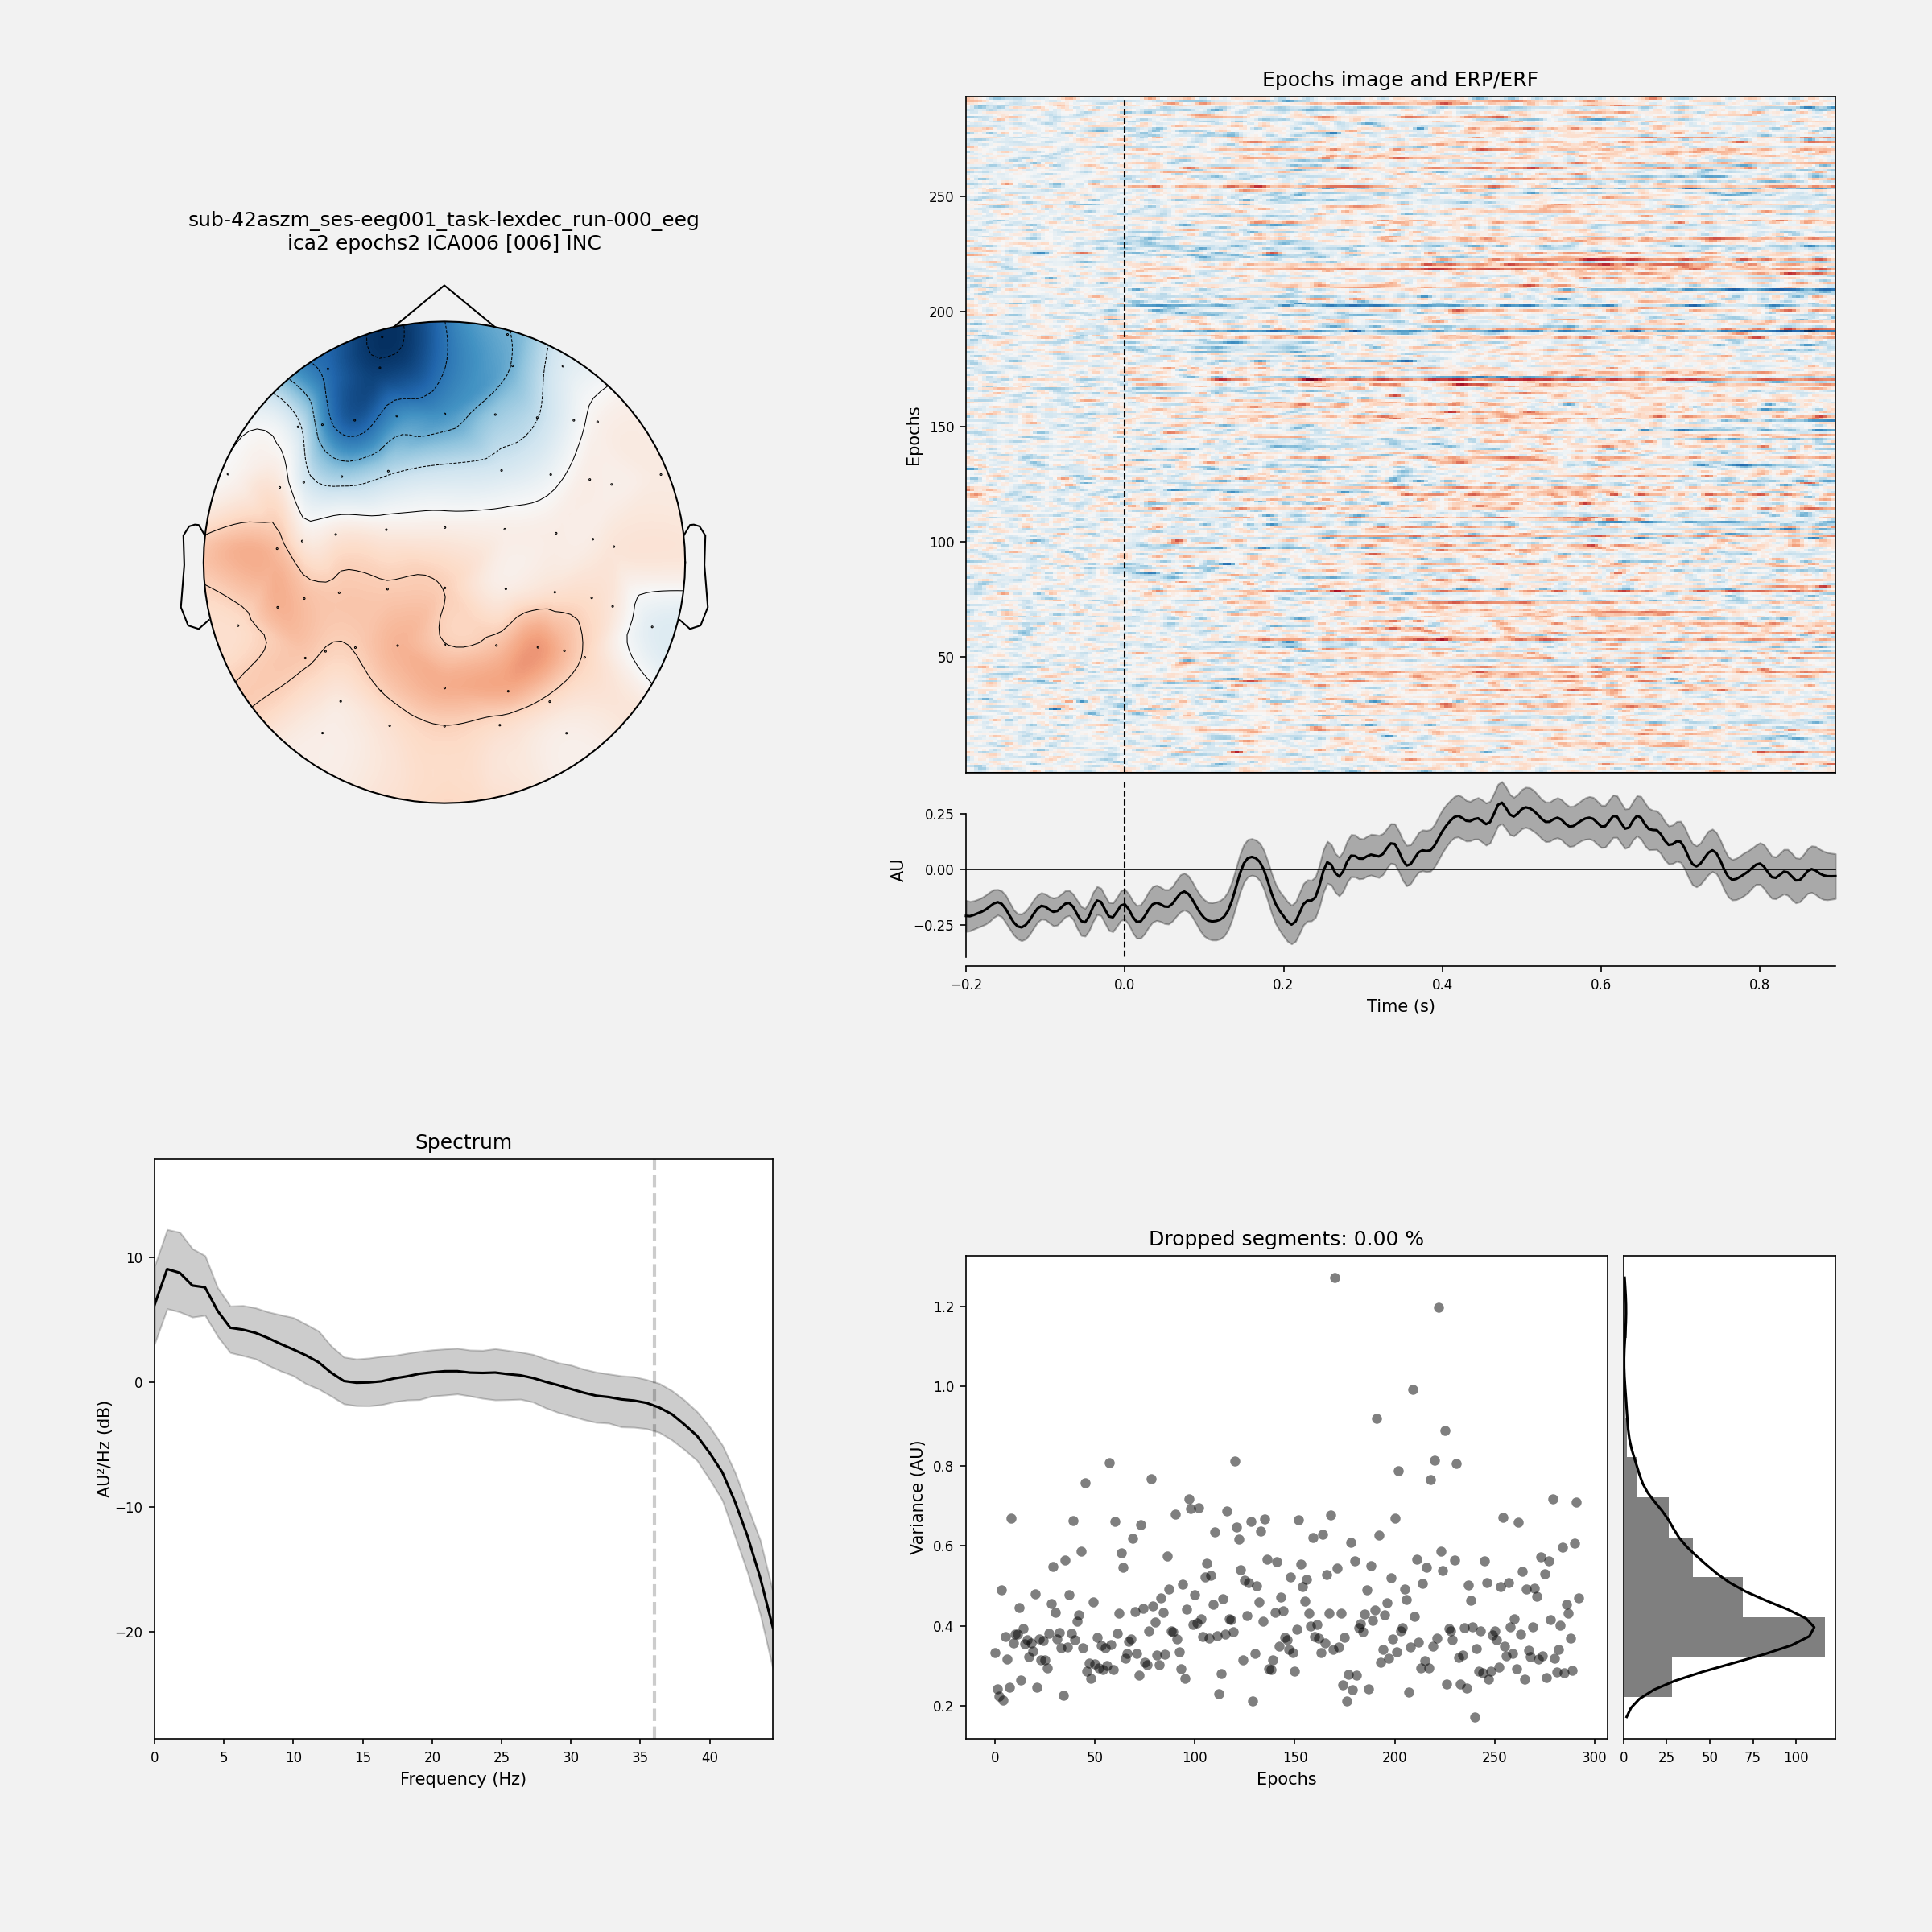 sub-42aszm_ses-eeg001_task-lexdec_run-000_eeg
ica2 epochs2 ICA006 [006] INC
Epochs image and ERP/ERF
Epochs
250
200
150
100
50
AU
0.25
0.00
−0.25
−0.2 0.0 0.2 0.4 0.6 0.8
Time (s)
Spectrum
AU²/Hz (dB)
10
0
−10
−20
0 5 10 15 20 25 30 35 40
Frequency (Hz)
Dropped segments: 0.00 %
Variance (AU)
1.2
1.0
0.8
0.6
0.4
0.2
0 50 100 150 200 250 300
Epochs
0 25 50 75 100